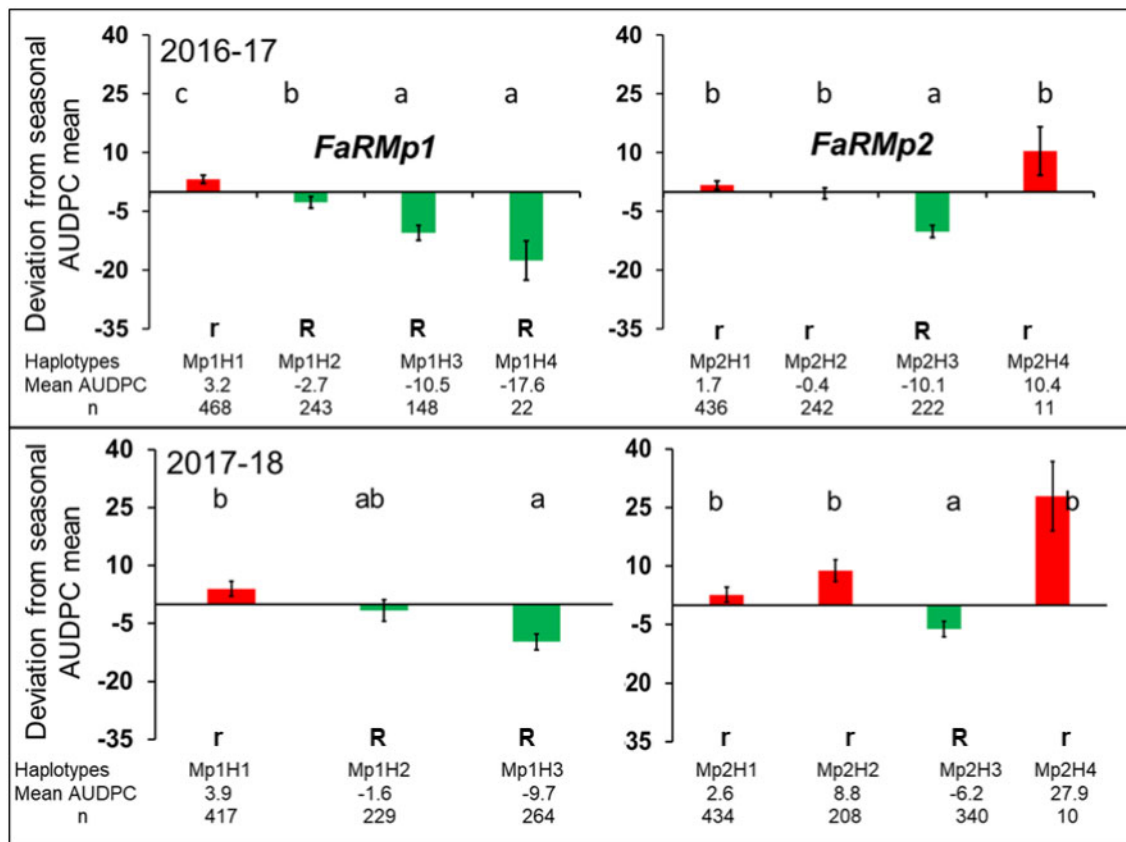 2016-17
Deviation from seasonal
AUDPC mean
40
25
10
-5
-20
-35
c b a a
FaRMp1
r R R R
40
25
10
-5
-20
-35
b b a b
FaRMp2
r r R r
Haplotypes Mp1H1 Mp1H2 Mp1H3 Mp1H4 Mp2H1 Mp2H2 Mp2H3 Mp2H4
Mean AUDPC 3.2 -2.7 -10.5 -17.6 1.7 -0.4 -10.1 10.4
n 468 243 148 22 436 242 222 11
2017-18
Deviation from seasonal
AUDPC mean
40
25
10
-5
-20
-35
b ab a
r R R
40
25
10
-5
20
35
b b a b
r r R r
Haplotypes Mp1H1 Mp1H2 Mp1H3 Mp2H1 Mp2H2 Mp2H3 Mp2H4
Mean AUDPC 3.9 -1.6 -9.7 2.6 8.8 -6.2 27.9
n 417 229 264 434 208 340 10